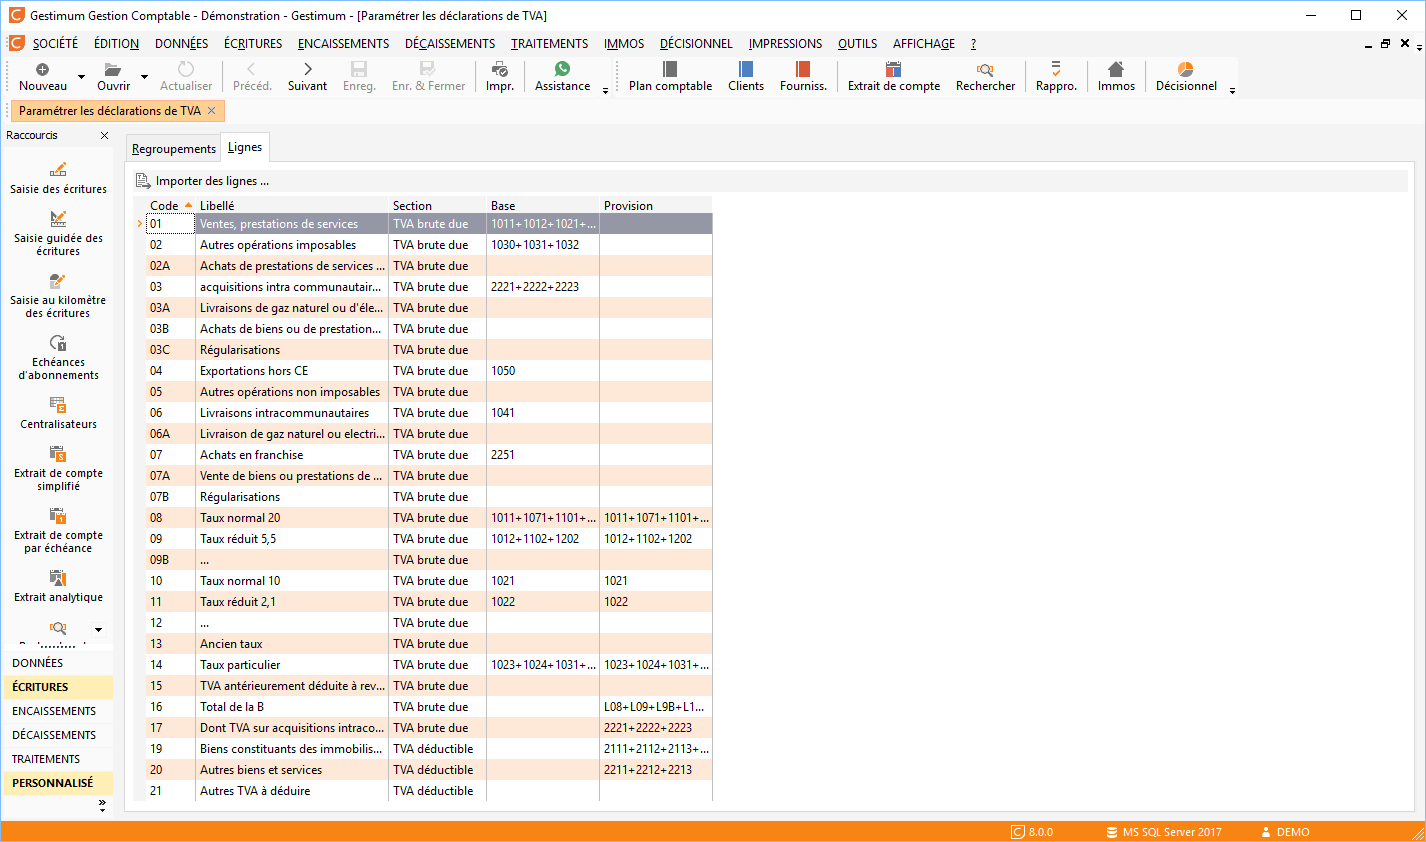 Gestimum Gestion Comptable - Démonstration - Gestimum - [Paramétrer les déclarations de TVA]
SOCIÉTÉ ÉDITION DONNÉES ÉCRITURES ENCAISSEMENTS DÉCAISSEMENTS TRAITEMENTS IMMOS DÉCISIONNEL IMPRESSIONS OUTILS AFFICHAGE ?
Nouveau Ouvrir Actualiser Précéd. Suivant Enreg. Enr. & Fermer Impr. Assistance Plan comptable Clients Fourniss. Extrait de compte Rechercher Rappro. Immos Décisionnel
Paramétrer les déclarations de TVA
Raccourcis
Saisie des écritures
Saisie guidée des
écritures
Saisie au kilomètre
des écritures
Echéances
d'abonnements
Centralisateurs
Extrait de compte
simplifié
Extrait de compte
par échéance
Extrait analytique
DONNÉES
ÉCRITURES
ENCAISSEMENTS
DÉCAISSEMENTS
TRAITEMENTS
PERSONNALISÉ
Regroupements Lignes
Importer des lignes ...
Code Libellé Section Base Provision
01 Ventes, prestations de services TVA brute due 1011+1012+1021+...
02 Autres opérations imposables TVA brute due 1030+1031+1032
02A Achats de prestations de services ... TVA brute due
03 acquisitions intra communautair... TVA brute due 2221+2222+2223
03A Livraisons de gaz naturel ou d'éle... TVA brute due
03B Achats de biens ou de prestation... TVA brute due
03C Régularisations TVA brute due
04 Exportations hors CE TVA brute due 1050
05 Autres opérations non imposables TVA brute due
06 Livraisons intracommunautaires TVA brute due 1041
06A Livraison de gaz naturel ou electri... TVA brute due
07 Achats en franchise TVA brute due 2251
07A Vente de biens ou prestations de ... TVA brute due
07B Régularisations TVA brute due
08 Taux normal 20 TVA brute due 1011+1071+1101+... 1011+1071+1101+...
09 Taux réduit 5,5 TVA brute due 1012+1102+1202 1012+1102+1202
09B ... TVA brute due
10 Taux normal 10 TVA brute due 1021 1021
11 Taux réduit 2,1 TVA brute due 1022 1022
12 ... TVA brute due
13 Ancien taux TVA brute due
14 Taux particulier TVA brute due 1023+1024+1031+... 1023+1024+1031+...
15 TVA antérieurement déduite à rev... TVA brute due
16 Total de la B TVA brute due L08+L09+L9B+L1...
17 Dont TVA sur acquisitions intraco... TVA brute due 2221+2222+2223
19 Biens constituants des immobilis... TVA déductible 2111+2112+2113+...
20 Autres biens et services TVA déductible 2211+2212+2213
21 Autres TVA à déduire TVA déductible
8.0.0 MS SQL Server 2017 DEMO